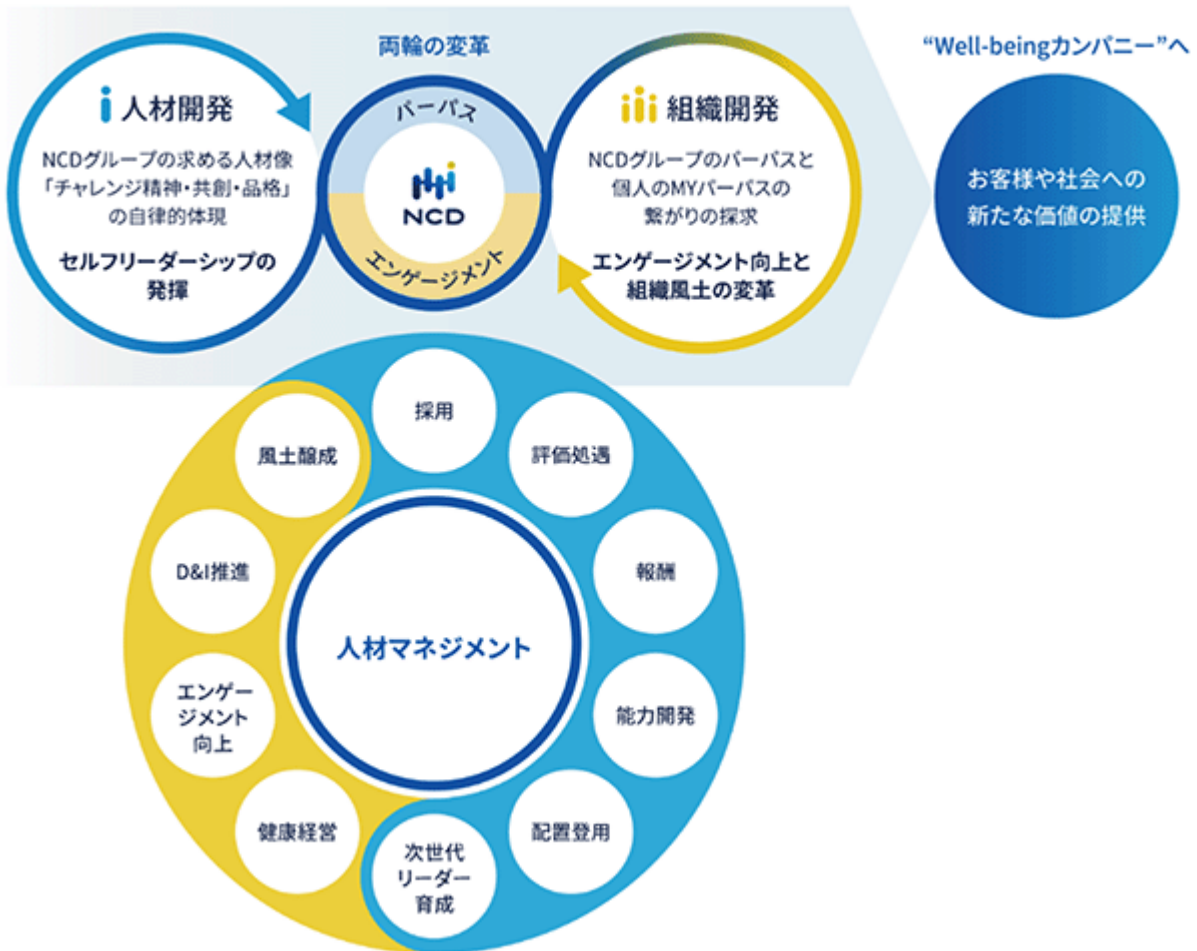 両輪の変革
“Well-beingカンパニー”へ
人材開発
NCDグループの求める人材像
「チャレンジ精神・共創・品格」
の自律的体現
セルフリーダーシップの
発揮
パーパス
NCD
エンゲージメント
組織開発
NCDグループのパーパスと
個人のMYパーパスの
繋がりの探求
エンゲージメント向上と
組織風土の変革
お客様や社会への
新たな価値の提供
採用
評価処遇
報酬
能力開発
配置登用
次世代
リーダー
育成
健康経営
エンゲー
ジメント
向上
D&I推進
風土醸成
人材マネジメント